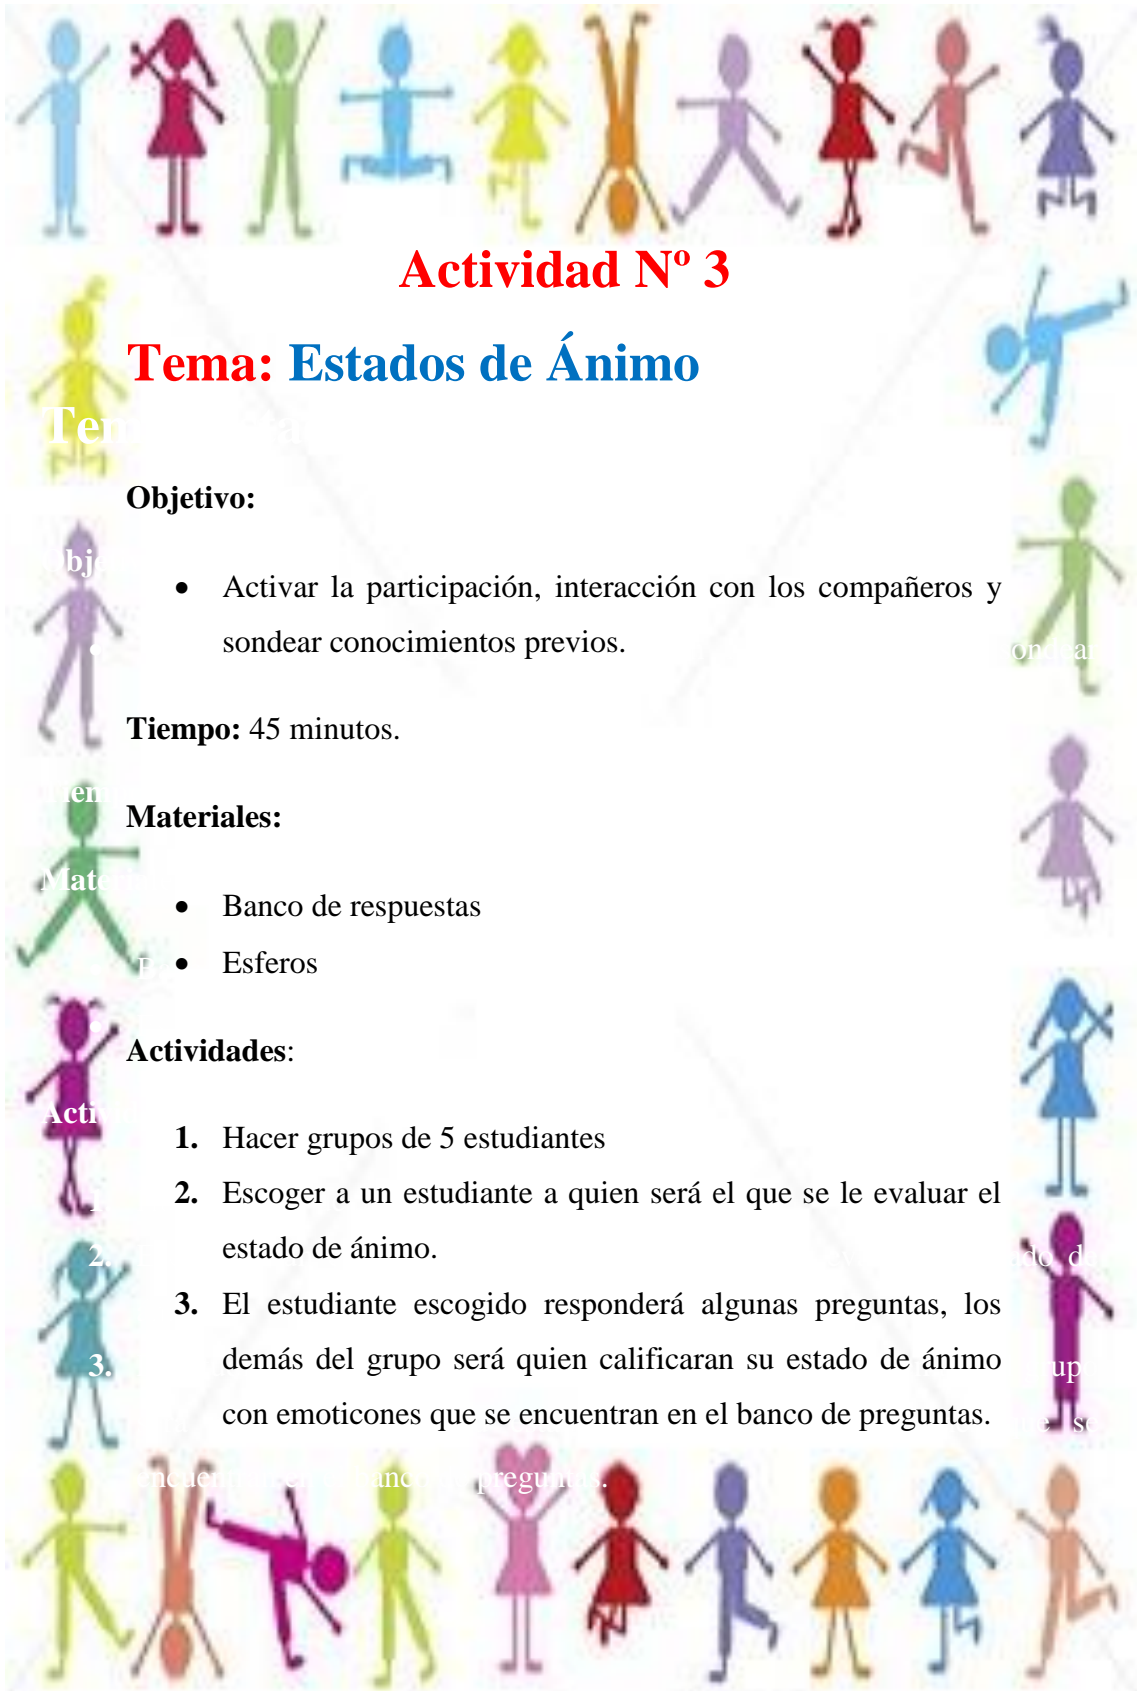 Actividad Nº 3
Tema: Estados de Ánimo
Objetivo:
• Activar la participación, interacción con los compañeros y
sondear conocimientos previos.
Tiempo: 45 minutos.
Materiales:
• Banco de respuestas
• Esferos
Actividades:
1. Hacer grupos de 5 estudiantes
2. Escoger a un estudiante a quien será el que se le evaluar el
estado de ánimo.
3. El estudiante escogido responderá algunas preguntas, los
demás del grupo será quien calificaran su estado de ánimo
con emoticones que se encuentran en el banco de preguntas.